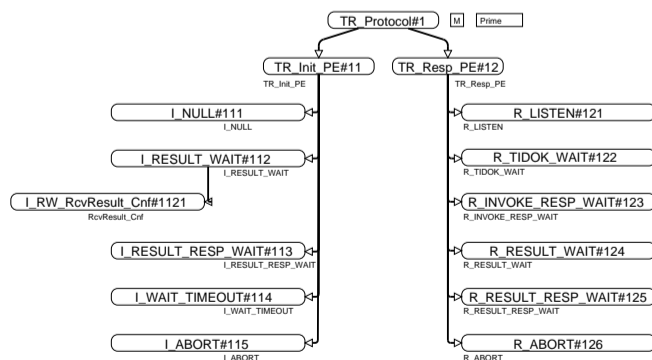 TR_Protocol#1 M Prime
TR_Init_PE#11 TR_Resp_PE#12
TR_Init_PE TR_Resp_PE
I_NULL#111 R_LISTEN#121
I_NULL R_LISTEN
I_RESULT_WAIT#112 R_TIDOK_WAIT#122
I_RESULT_WAIT R_TIDOK_WAIT
I_RW_RcvResult_Cnf#1121 R_INVOKE_RESP_WAIT#123
RcvResult_Cnf R_INVOKE_RESP_WAIT
I_RESULT_RESP_WAIT#113 R_RESULT_WAIT#124
I_RESULT_RESP_WAIT R_RESULT_WAIT
I_WAIT_TIMEOUT#114 R_RESULT_RESP_WAIT#125
I_WAIT_TIMEOUT R_RESULT_RESP_WAIT
I_ABORT#115 R_ABORT#126
I_ABORT R_ABORT